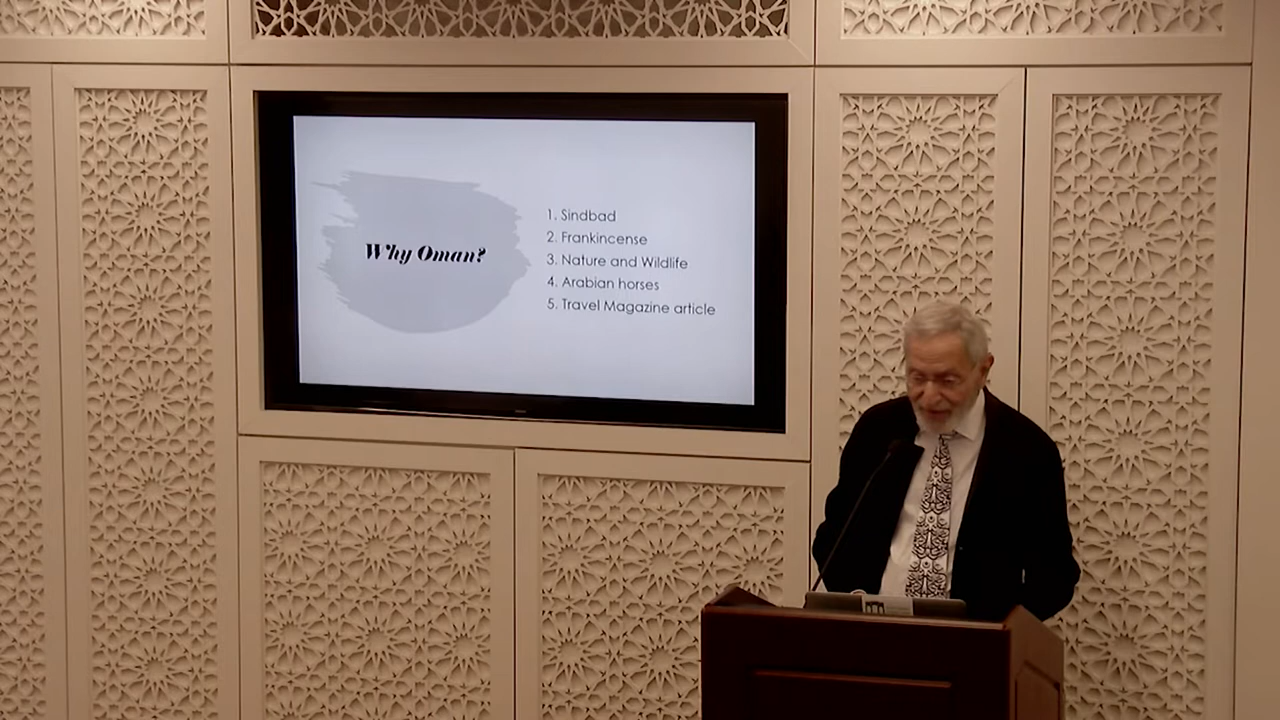 Why Oman?
1. Sindbad
2. Frankincense
3. Nature and Wildlife
4. Arabian horses
5. Travel Magazine article